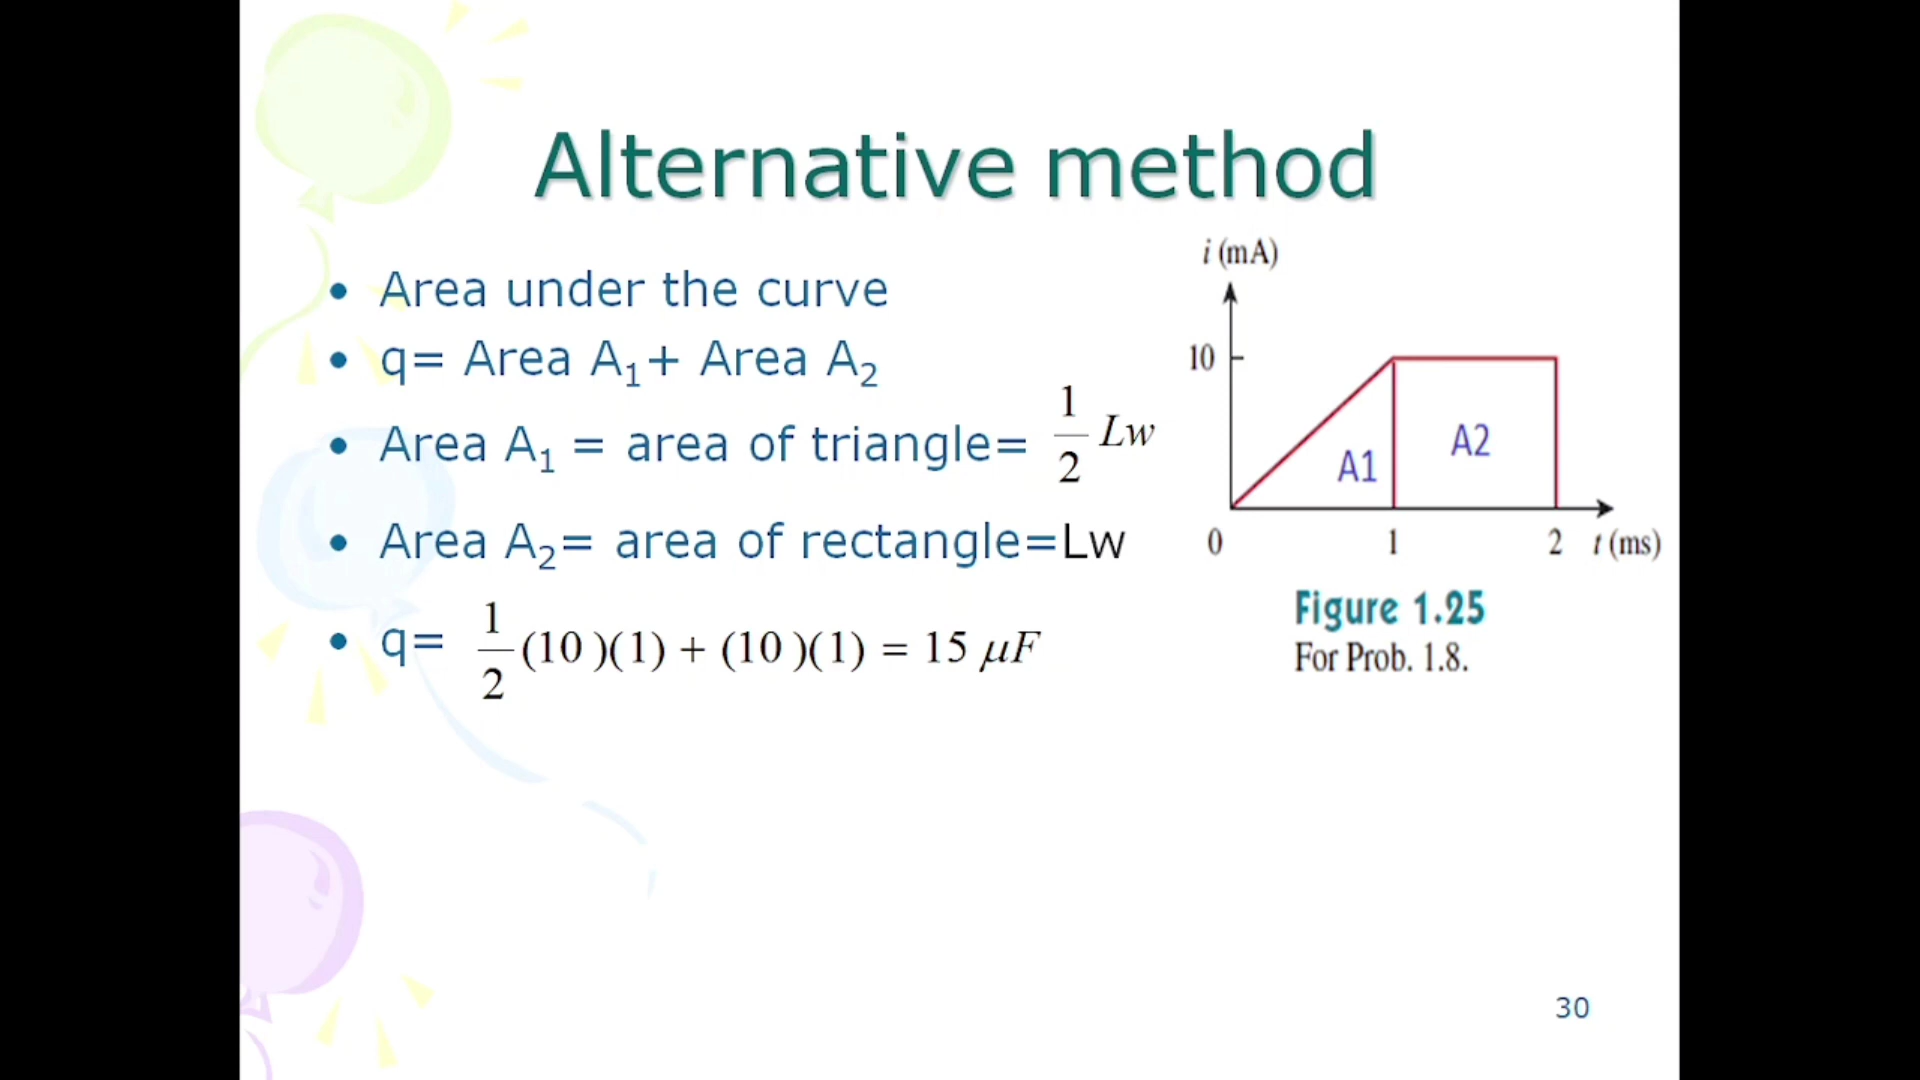 Alternative method
• Area under the curve
• q= Area A₁+ Area A₂
• Area A₁ = area of triangle= 1/2 Lw
• Area A₂= area of rectangle=Lw
• q= 1/2 (10 )(1) + (10 )(1) = 15 μF
i (mA)
10
A1
A2
0 1 2 t (ms)
Figure 1.25
For Prob. 1.8.
30